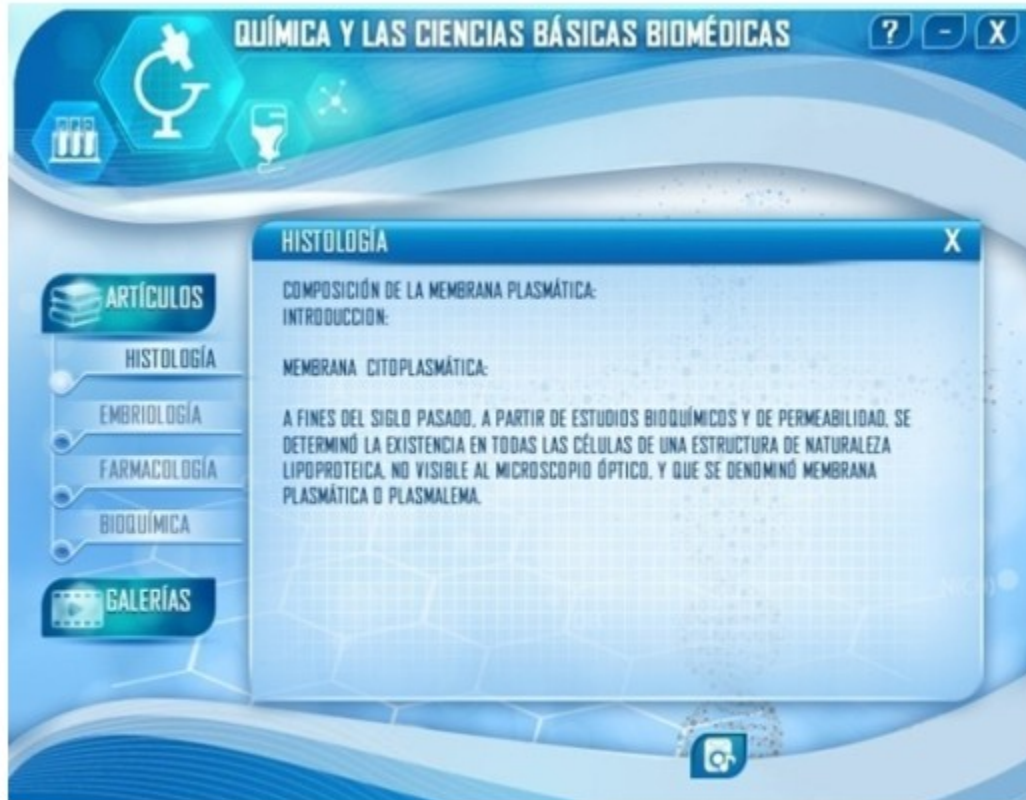 QUÍMICA Y LAS CIENCIAS BÁSICAS BIOMÉDICAS
? - X
HISTOLOGÍA X
COMPOSICIÓN DE LA MEMBRANA PLASMÁTICA:
INTRODUCCION:
MEMBRANA CITOPLASMÁTICA:
A FINES DEL SIGLO PASADO, A PARTIR DE ESTUDIOS BIOQUÍMICOS Y DE PERMEABILIDAD, SE
DETERMINÓ LA EXISTENCIA EN TODAS LAS CÉLULAS DE UNA ESTRUCTURA DE NATURALEZA
LIPOPROTEICA, NO VISIBLE AL MICROSCOPIO ÓPTICO, Y QUE SE DENOMINÓ MEMBRANA
PLASMÁTICA O PLASMALEMA.
ARTÍCULOS
HISTOLOGÍA
EMBRIOLOGÍA
FARMACOLOGÍA
BIOQUÍMICA
GALERÍAS